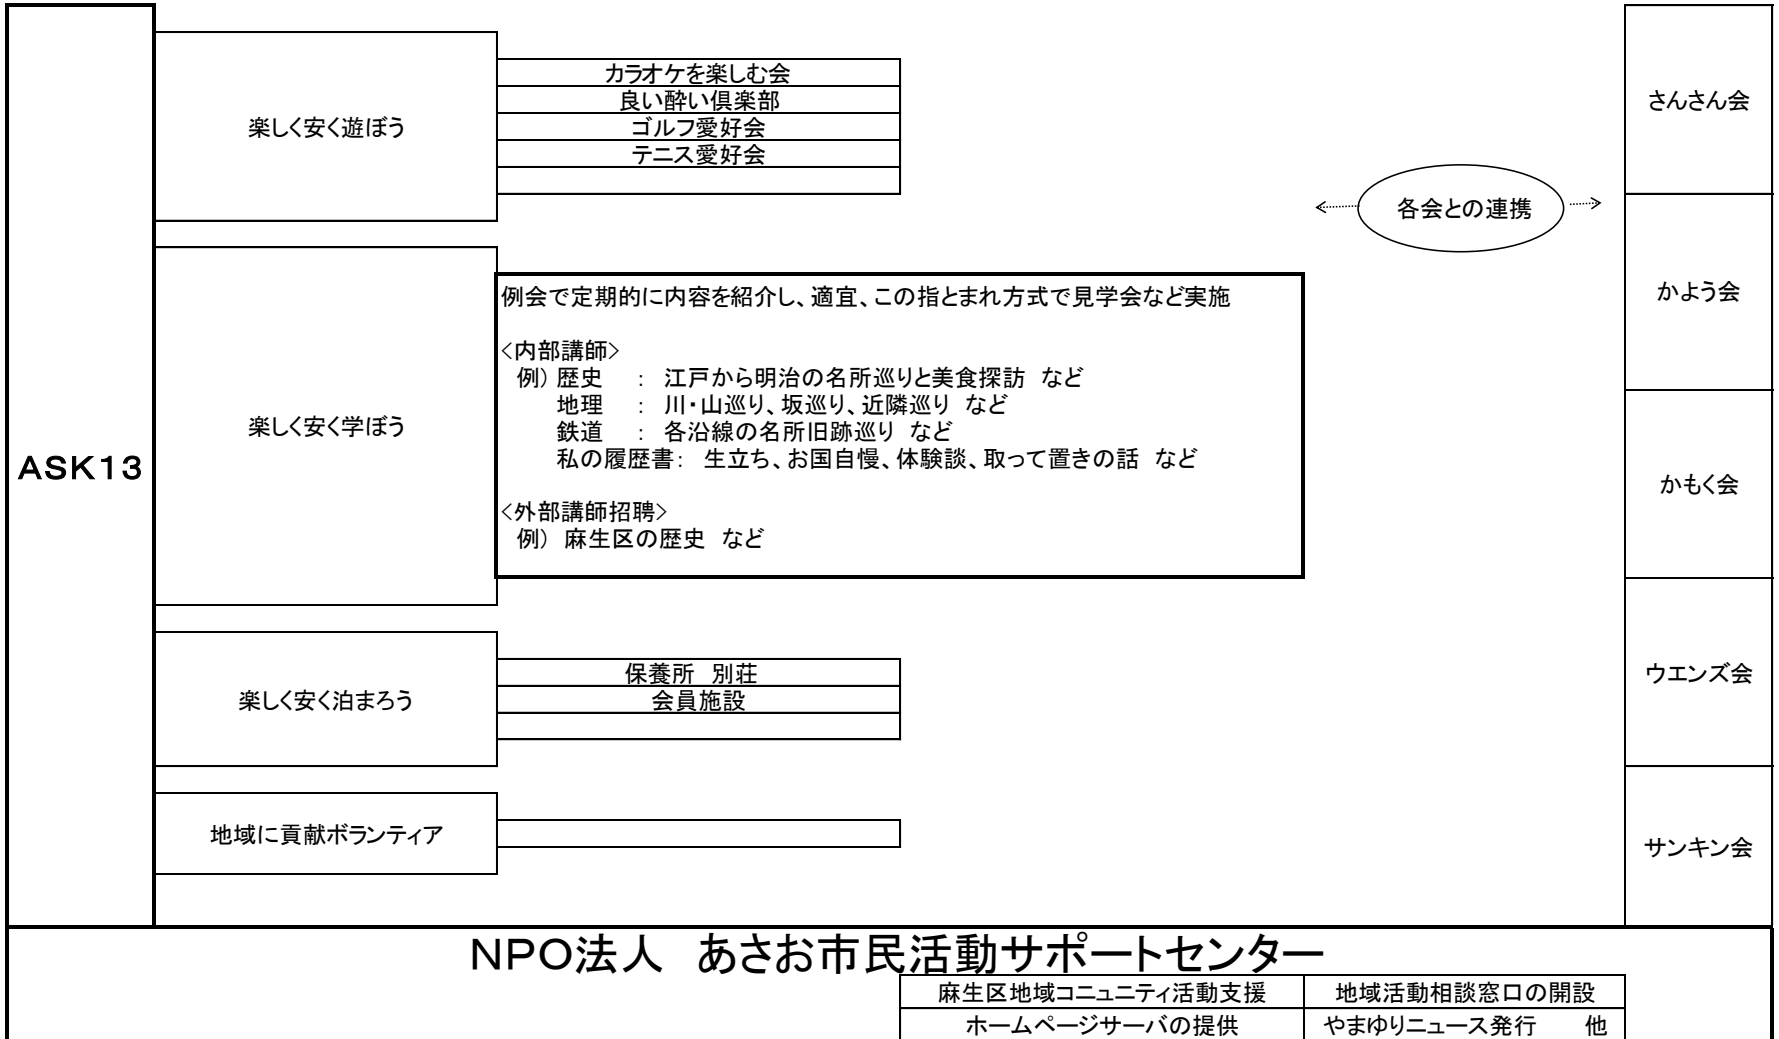 ASK13
楽しく安く遊ぼう
カラオケを楽しむ会
良い酔い倶楽部
ゴルフ愛好会
テニス愛好会
楽しく安く学ぼう
例会で定期的に内容を紹介し、適宜、この指とまれ方式で見学会など実施
<内部講師>
例) 歴史 : 江戸から明治の名所巡りと美食探訪 など
地理 : 川・山巡り、坂巡り、近隣巡り など
鉄道 : 各沿線の名所旧跡巡り など
私の履歴書: 生立ち、お国自慢、体験談、取って置きの話 など
<外部講師招聘>
例) 麻生区の歴史 など
楽しく安く泊まろう
保養所 別荘
会員施設
地域に貢献ボランティア
各会との連携
さんさん会
かよう会
かもく会
ウエンズ会
サンキン会
NPO法人 あさお市民活動サポートセンター
麻生区地域コニュニティ活動支援
地域活動相談窓口の開設
ホームページサーバの提供
やまゆりニュース発行 他